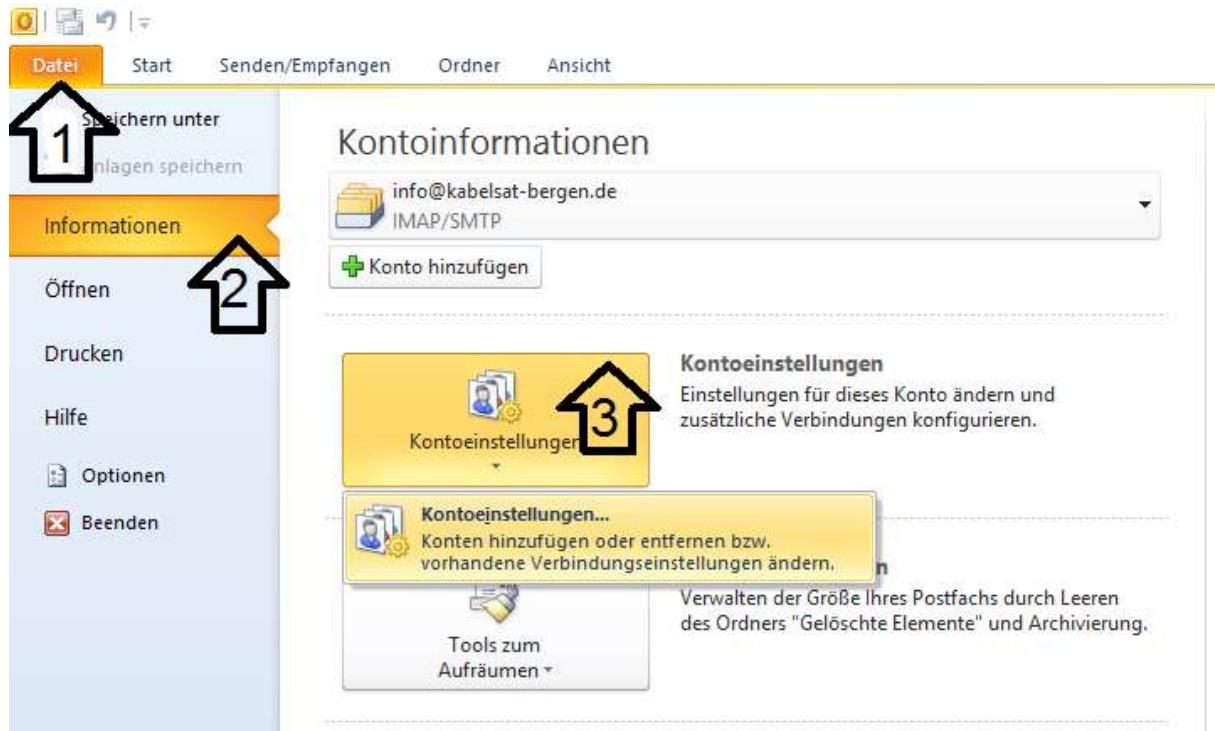 Datei Start Senden/Empfangen Ordner Ansicht
1
Speichern unter
Anlagen speichern
Informationen
2
Öffnen
Drucken
Hilfe
Optionen
Beenden
Kontoinformationen
info@kabelsat-bergen.de
IMAP/SMTP
Konto hinzufügen
Kontoeinstellungen
3
Kontoeinstellungen
Einstellungen für dieses Konto ändern und
zusätzliche Verbindungen konfigurieren.
Kontoeinstellungen...
Konten hinzufügen oder entfernen bzw.
vorhandene Verbindungseinstellungen ändern.
n
Tools zum
Aufräumen
Verwalten der Größe Ihres Postfachs durch Leeren
des Ordners "Gelöschte Elemente" und Archivierung.